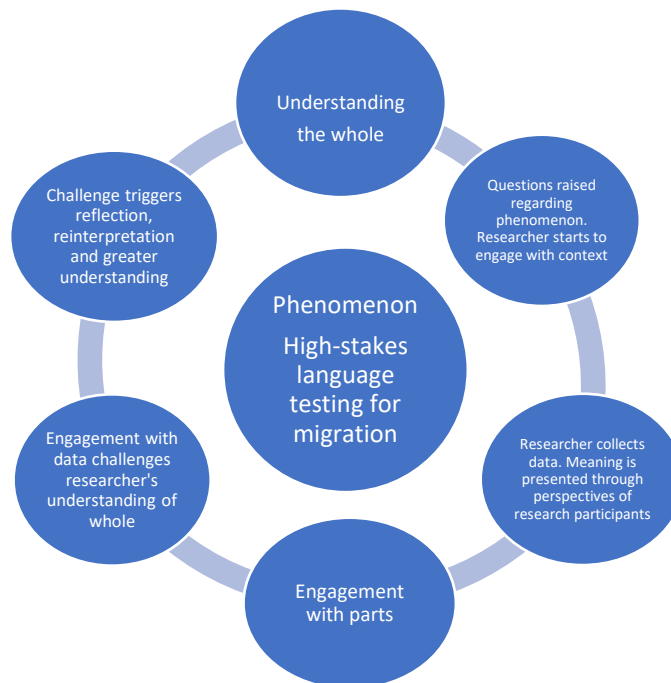 Understanding
the whole
Questions raised
regarding
phenomenon.
Researcher starts to
engage with context
Researcher collects
data. Meaning is
presented through
perspectives of
research participants
Engagement
with parts
Engagement with
data challenges
researcher's
understanding of
whole
Challenge triggers
reflection,
reinterpretation
and greater
understanding
Phenomenon
High-stakes
language
testing for
migration